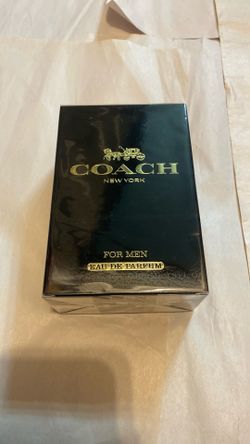 COACH
NEW YORK
FOR MEN
EAU DE PARFUM